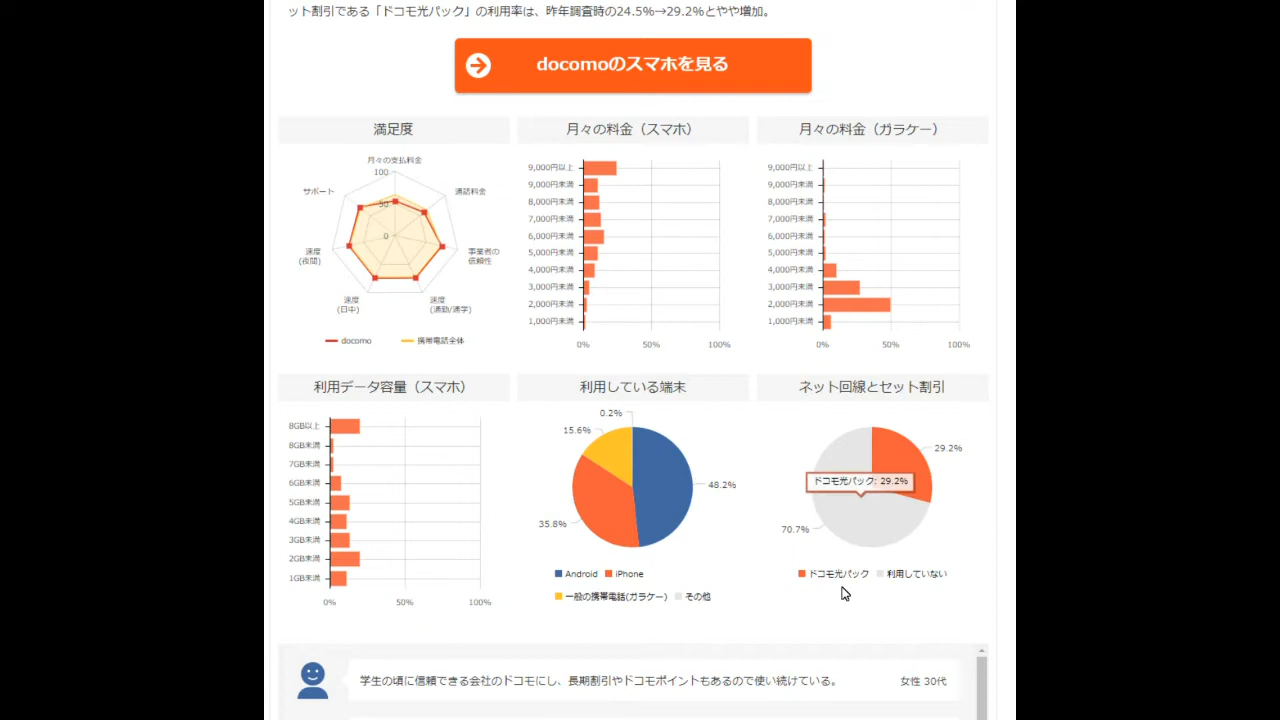 ット割引である「ドコモ光パック」の利用率は、昨年調査時の24.5%→29.2%とやや増加。
docomoのスマホを見る
満足度
月々の料金（スマホ）
月々の料金（ガラケー）
月々の支払料金
100
サポート
通話料金
50
0
速度
(夜間)
事業者の
信頼性
速度
(日中)
速度
(通勤/通学)
docomo
携帯電話全体
9,000円以上
9,000円未満
8,000円未満
7,000円未満
6,000円未満
5,000円未満
4,000円未満
3,000円未満
2,000円未満
1,000円未満
0%
50%
100%
9,000円以上
9,000円未満
8,000円未満
7,000円未満
6,000円未満
5,000円未満
4,000円未満
3,000円未満
2,000円未満
1,000円未満
0%
50%
100%
利用データ容量（スマホ）
利用している端末
ネット回線とセット割引
8GB以上
8GB未満
7GB未満
6GB未満
5GB未満
4GB未満
3GB未満
2GB未満
1GB未満
0%
50%
100%
0.2%
15.6%
48.2%
35.8%
Android iPhone
一般の携帯電話(ガラケー) その他
29.2%
ドコモ光パック: 29.2%
70.7%
ドコモ光パック 利用していない
学生の頃に信頼できる会社のドコモにし、長期割引やドコモポイントもあるので使い続けている。 女性 30代